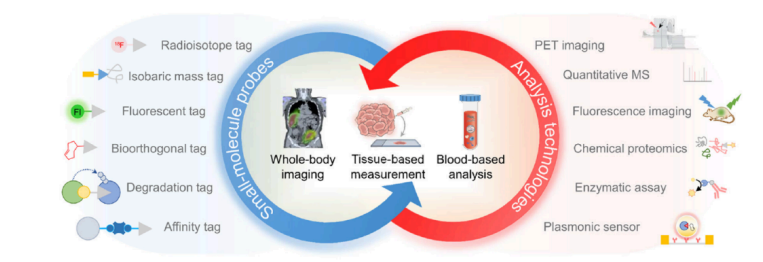 18F
Radioisotope tag
Isobaric mass tag
Fl
Fluorescent tag
Bioorthogonal tag
Degradation tag
Affinity tag
Small-molecule probes
Whole-body
imaging
Tissue-based
measurement
Blood-based
analysis
Analysis technologies
PET imaging
Quantitative MS
Fluorescence imaging
Chemical proteomics
Enzymatic assay
Plasmonic sensor